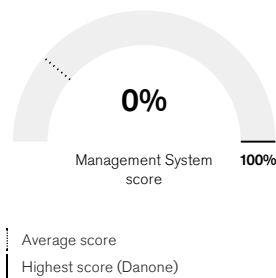 0%
Management System
score
100%
Average score
Highest score (Danone)